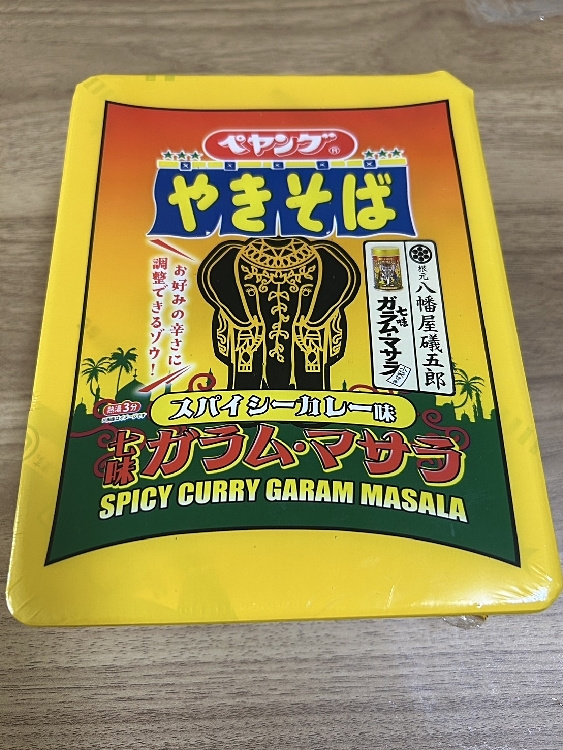 ペヤング®
やきそば
お好みの辛さに
調整できるゾウ！
根元 八幡屋礒五郎
七味ガラム・マサラ
スパイシーカレー味
熱湯3分
七味ガラム・マサラ
SPICY CURRY GARAM MASALA